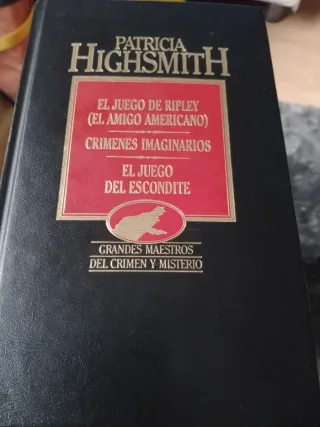 PATRICIA
HIGHSMITH
EL JUEGO DE RIPLEY
(EL AMIGO AMERICANO)
CRIMENES IMAGINARIOS
EL JUEGO
DEL ESCONDITE
GRANDES MAESTROS
DEL CRIMEN Y MISTERIO